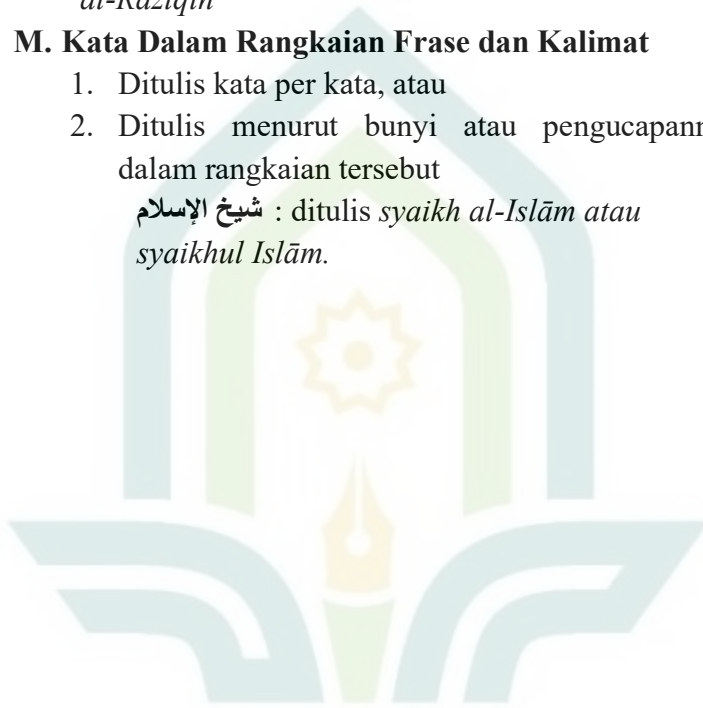 M. Kata Dalam Rangkaian Frase dan Kalimat
1. Ditulis kata per kata, atau
2. Ditulis menurut bunyi atau
dalam rangkaian tersebut
شيخ الإسلام : ditulis syaikh al-Islām atau
syaikhul Islām.